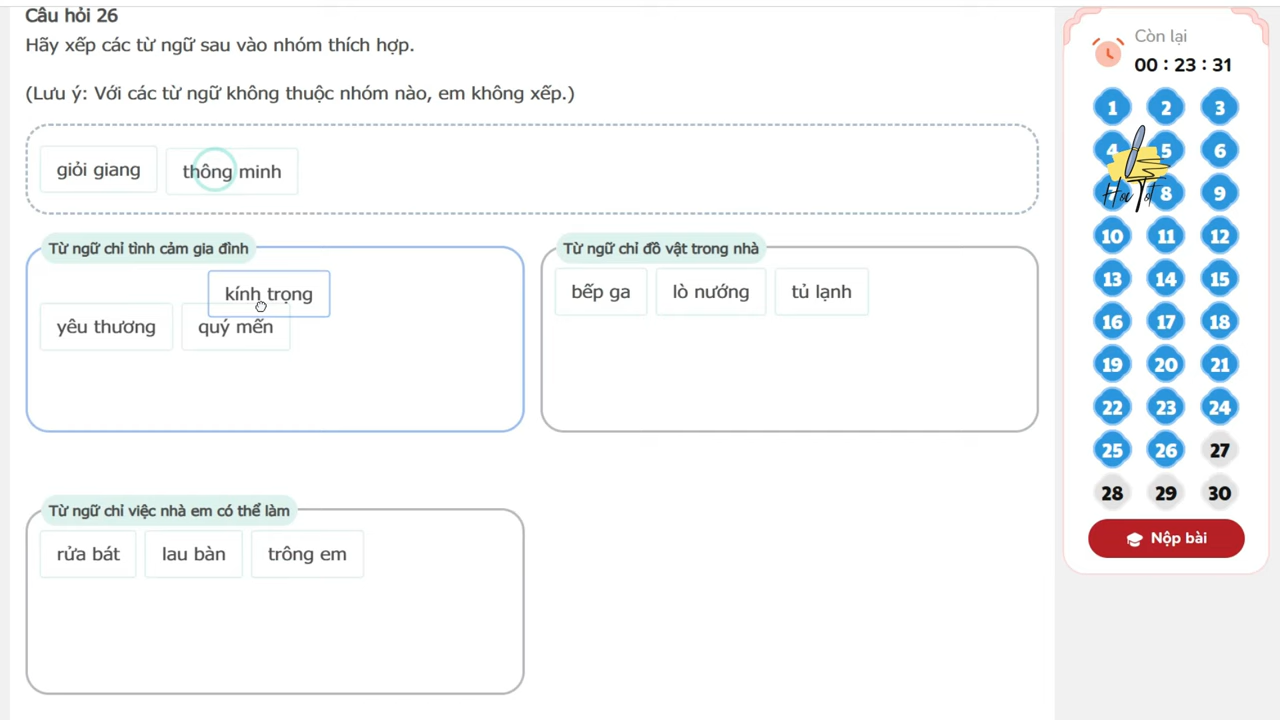 Câu hỏi 26
Hãy xếp các từ ngữ sau vào nhóm thích hợp.
(Lưu ý: Với các từ ngữ không thuộc nhóm nào, em không xếp.)
giỏi giang thông minh
Từ ngữ chỉ tình cảm gia đình
kính trọng
yêu thương quý mến
Từ ngữ chỉ đồ vật trong nhà
bếp ga lò nướng tủ lạnh
Từ ngữ chỉ việc nhà em có thể làm
rửa bát lau bàn trông em
Còn lại
00 : 23 : 31
1 2 3
4 5 6
8 9
10 11 12
13 14 15
16 17 18
19 20 21
22 23 24
25 26 27
28 29 30
Nộp bài